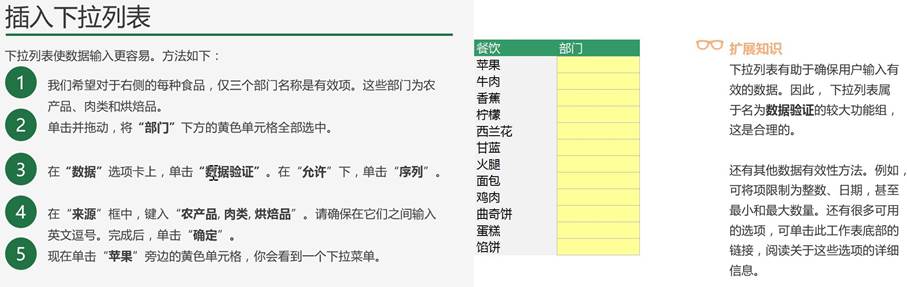 插入下拉列表
下拉列表使数据输入更容易。方法如下：
1 我们希望对于右侧的每种食品，仅三个部门名称是有效项。这些部门为农
产品、肉类和烘焙品。
2 单击并拖动，将“部门”下方的黄色单元格全部选中。
3 在“数据”选项卡上，单击“数据验证”。在“允许”下，单击“序列”。
4 在“来源”框中，键入“农产品, 肉类, 烘焙品”。请确保在它们之间输入
英文逗号。完成后，单击“确定”。
5 现在单击“苹果”旁边的黄色单元格，你会看到一个下拉菜单。
餐饮 部门
苹果
牛肉
香蕉
柠檬
西兰花
甘蓝
火腿
面包
鸡肉
曲奇饼
蛋糕
馅饼
扩展知识
下拉列表有助于确保用户输入有
效的数据。因此，下拉列表属
于名为数据验证的较大功能组，
这是合理的。
还有其他数据有效性方法。例如，
可将项限制为整数、日期，甚至
最小和最大数量。还有很多可用
的选项，可单击此工作表底部的
链接，阅读关于这些选项的详细
信息。